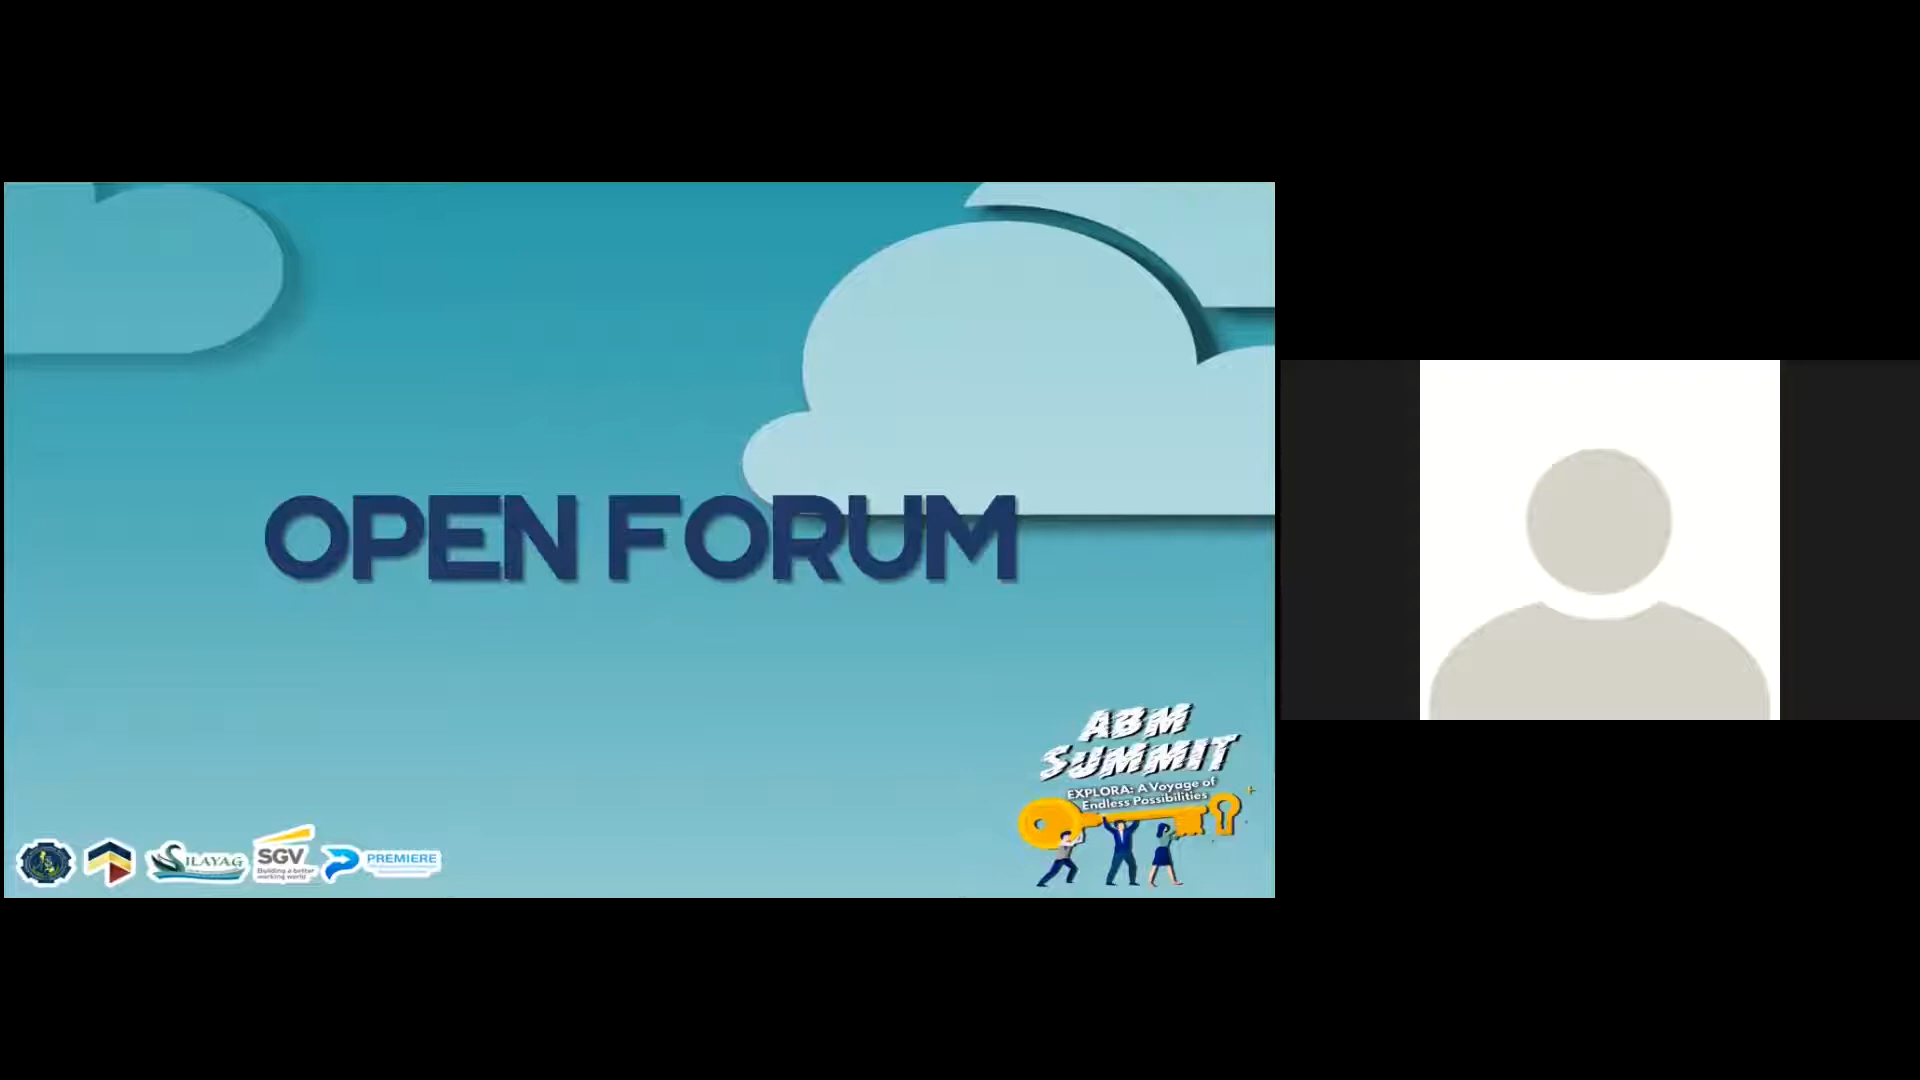 OPEN FORUM
ABM
SUMMIT
EXPLORA: A Voyage of
Endless Possibilities
SILAYAG
SGV
Building a better
working world
PREMIERE